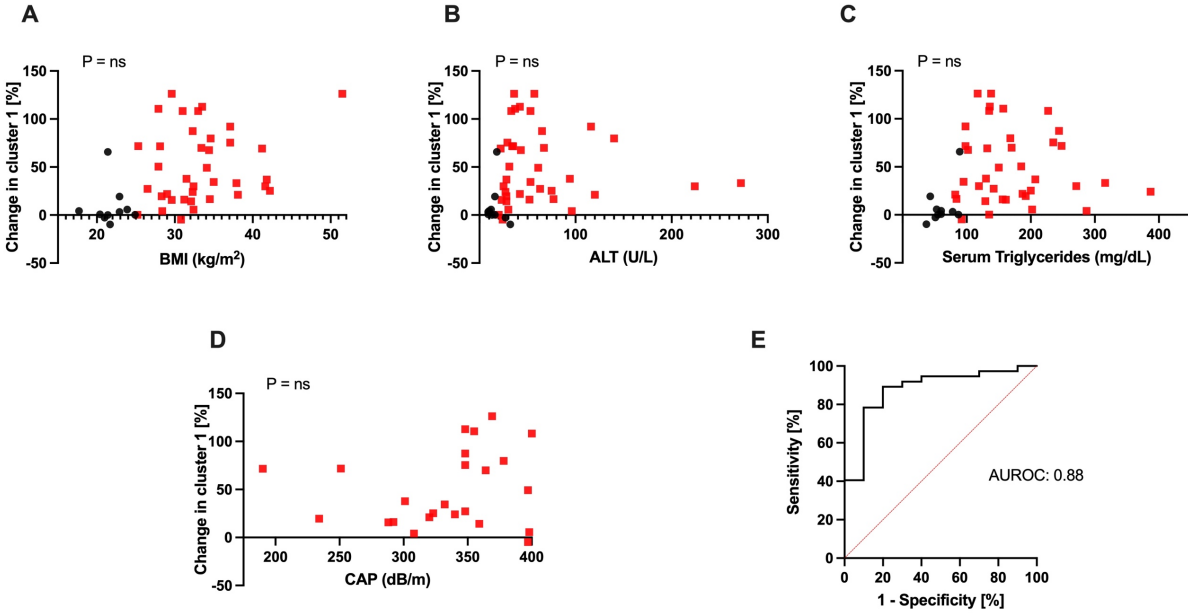 A
P = ns
Change in cluster 1 [%]
150
100
50
0
-50
20
30
40
50
BMI (kg/m²)
B
P = ns
Change in cluster 1 [%]
150
100
50
0
-50
100
200
300
ALT (U/L)
C
P = ns
Change in cluster 1 [%]
150
100
50
0
-50
100
200
300
400
Serum Triglycerides (mg/dL)
D
P = ns
Change in cluster 1 [%]
150
100
50
0
-50
200
250
300
350
400
CAP (dB/m)
E
Sensitivity [%]
100
80
60
40
20
0
AUROC: 0.88
0
20
40
60
80
100
1 - Specificity [%]